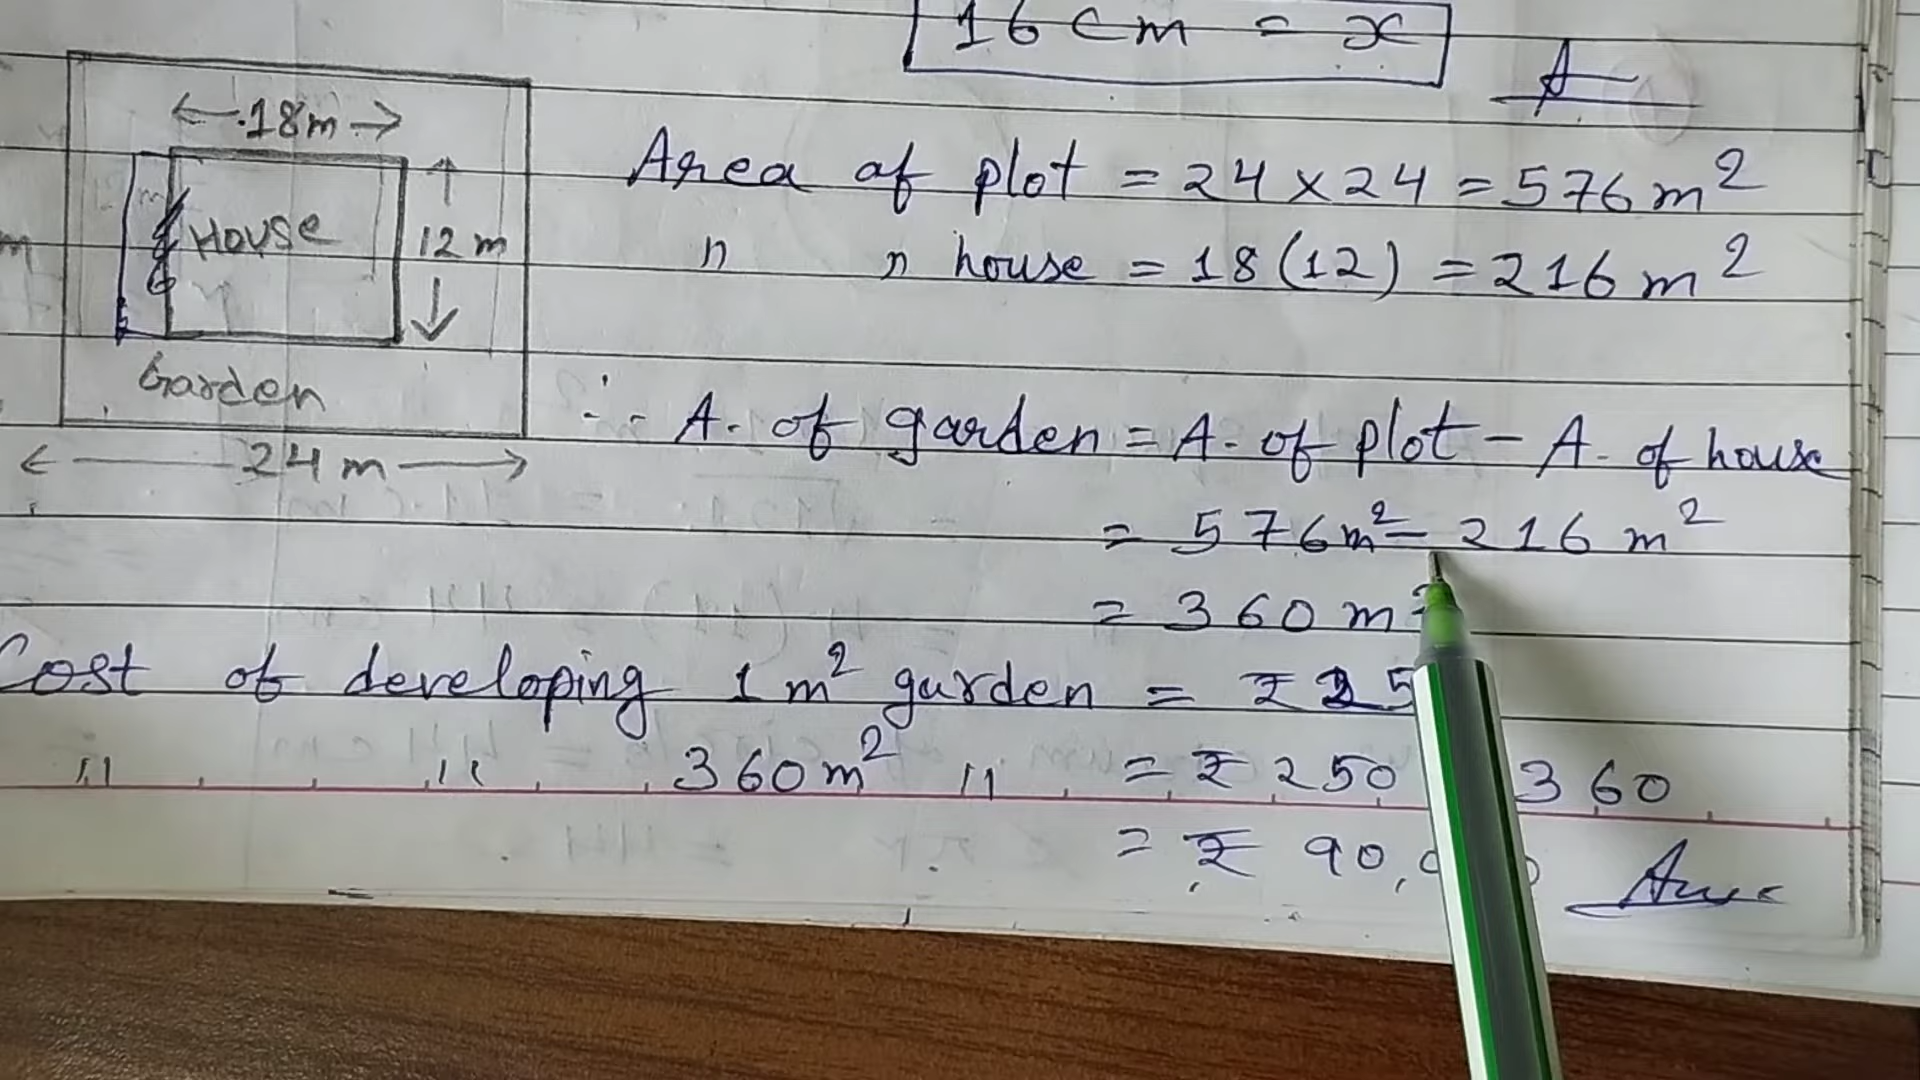 16 cm = x
18m
House
12 m
Garden
24 m
m
Area of plot = 24 x 24 = 576 m²
" " house = 18 (12) = 216 m²
∴ A. of garden = A. of plot - A. of house
= 576m² - 216 m²
= 360 m²
Cost of developing 1 m² garden = ₹ 25
" " 360 m² " = ₹ 250 360
= ₹ 90,
Ans